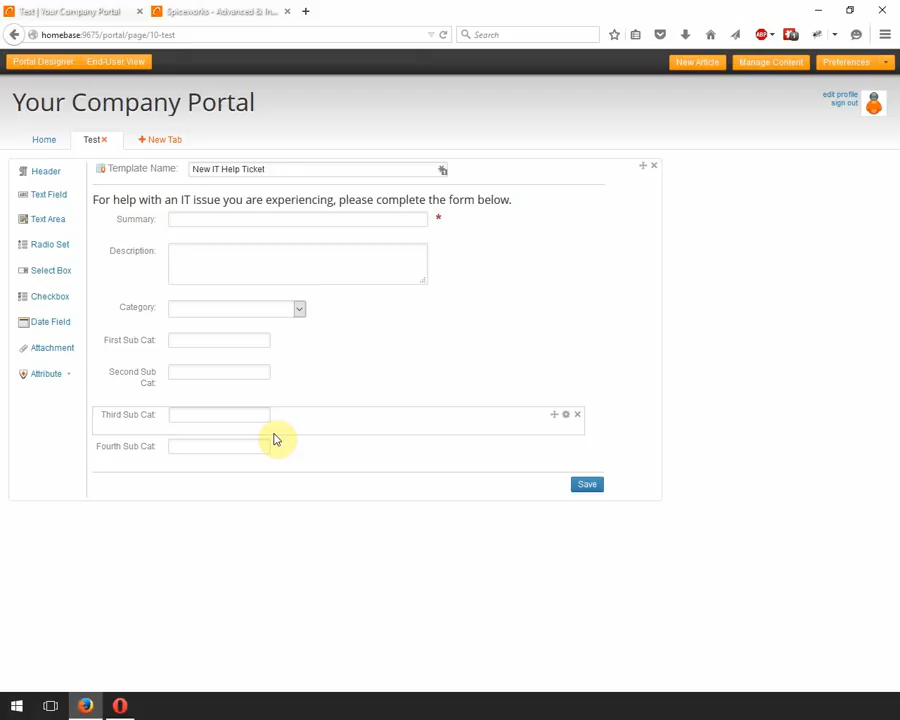 Test | Your Company Portal
Spiceworks - Advanced & In...
homebase:9675/portal/page/10-test
Search
ABP
Portal Designer
End-User View
New Article
Manage Content
Preferences
Your Company Portal
edit profile
sign out
Home
Test
New Tab
Header
Text Field
Text Area
Radio Set
Select Box
Checkbox
Date Field
Attachment
Attribute
Template Name:
New IT Help Ticket
For help with an IT issue you are experiencing, please complete the form below.
Summary:
*
Description:
Category:
First Sub Cat:
Second Sub
Cat:
Third Sub Cat:
Fourth Sub Cat:
Save